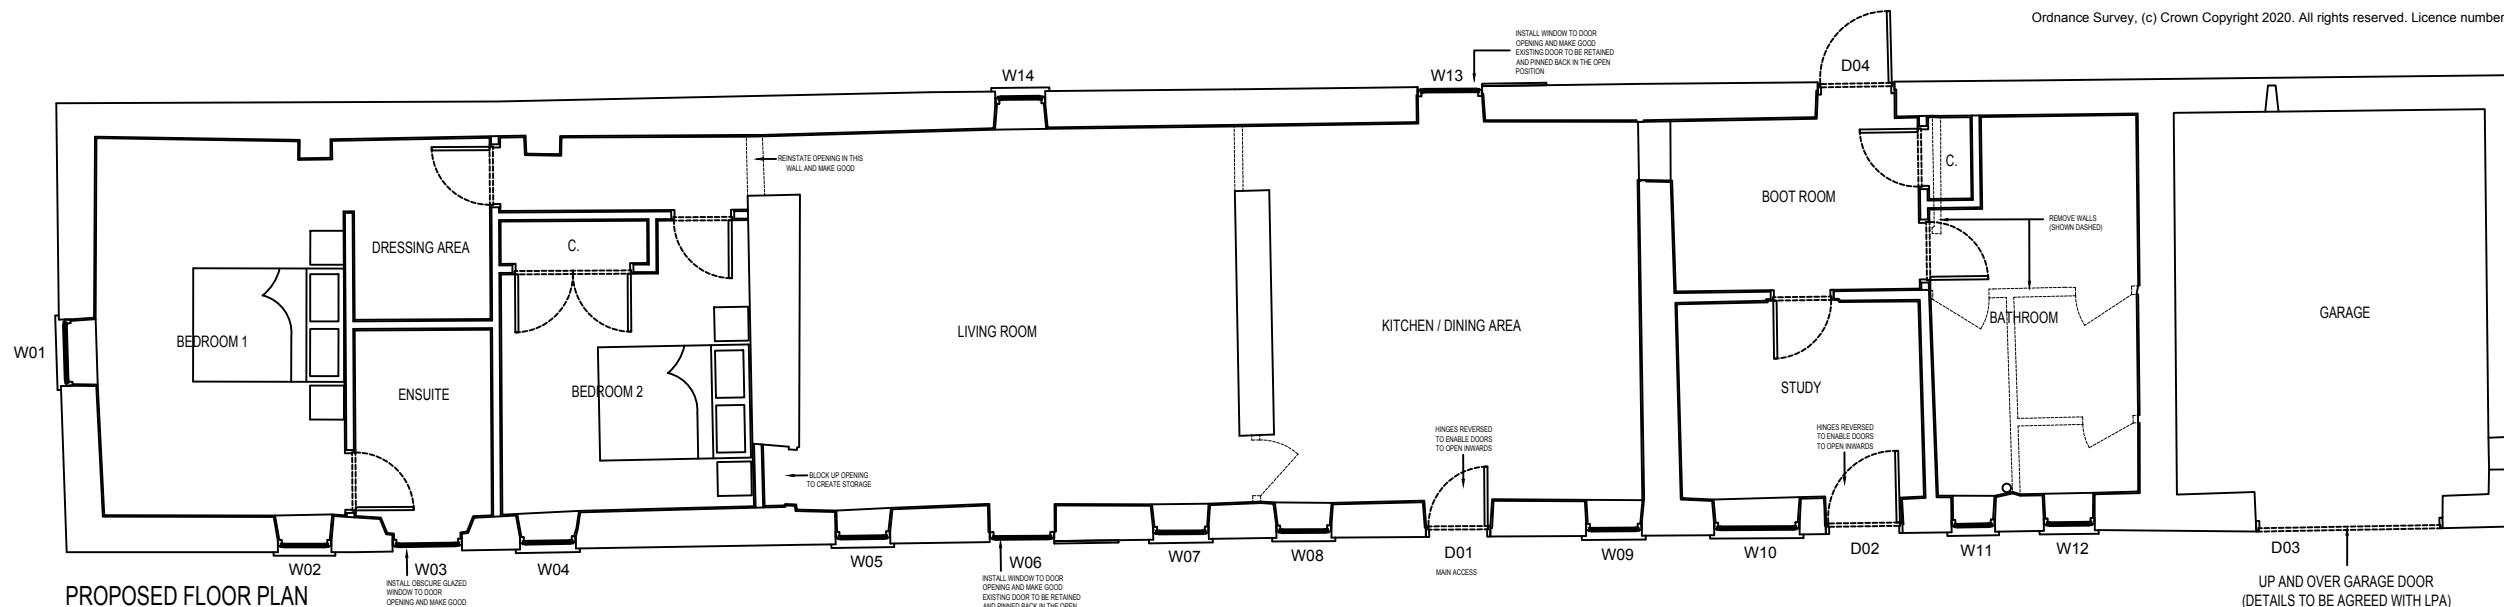 Ordnance Survey, (c) Crown Copyright 2020. All rights reserved. Licence number
INSTALL WINDOW TO DOOR
OPENING AND MAKE GOOD
EXISTING DOOR TO BE RETAINED
AND PINNED BACK IN THE OPEN
POSITION
W14
W13
D04
REINSTATE OPENING IN THIS
WALL AND MAKE GOOD
C.
BOOT ROOM
REMOVE WALLS
(SHOWN DASHED)
DRESSING AREA
C.
BEDROOM 1
W01
LIVING ROOM
KITCHEN / DINING AREA
BATHROOM
GARAGE
ENSUITE
BEDROOM 2
STUDY
HINGES REVERSED
TO ENABLE DOORS
TO OPEN INWARDS
HINGES REVERSED
TO ENABLE DOORS
TO OPEN INWARDS
BLOCK UP OPENING
TO CREATE STORAGE
W02
W03
W04
W05
W06
W07
W08
D01
W09
W10
D02
W11
W12
D03
MAIN ACCESS
INSTALL OBSCURE GLAZED
WINDOW TO DOOR
OPENING AND MAKE GOOD
INSTALL WINDOW TO DOOR
OPENING AND MAKE GOOD
EXISTING DOOR TO BE RETAINED
AND PINNED BACK IN THE OPEN
UP AND OVER GARAGE DOOR
(DETAILS TO BE AGREED WITH LPA)
PROPOSED FLOOR PLAN